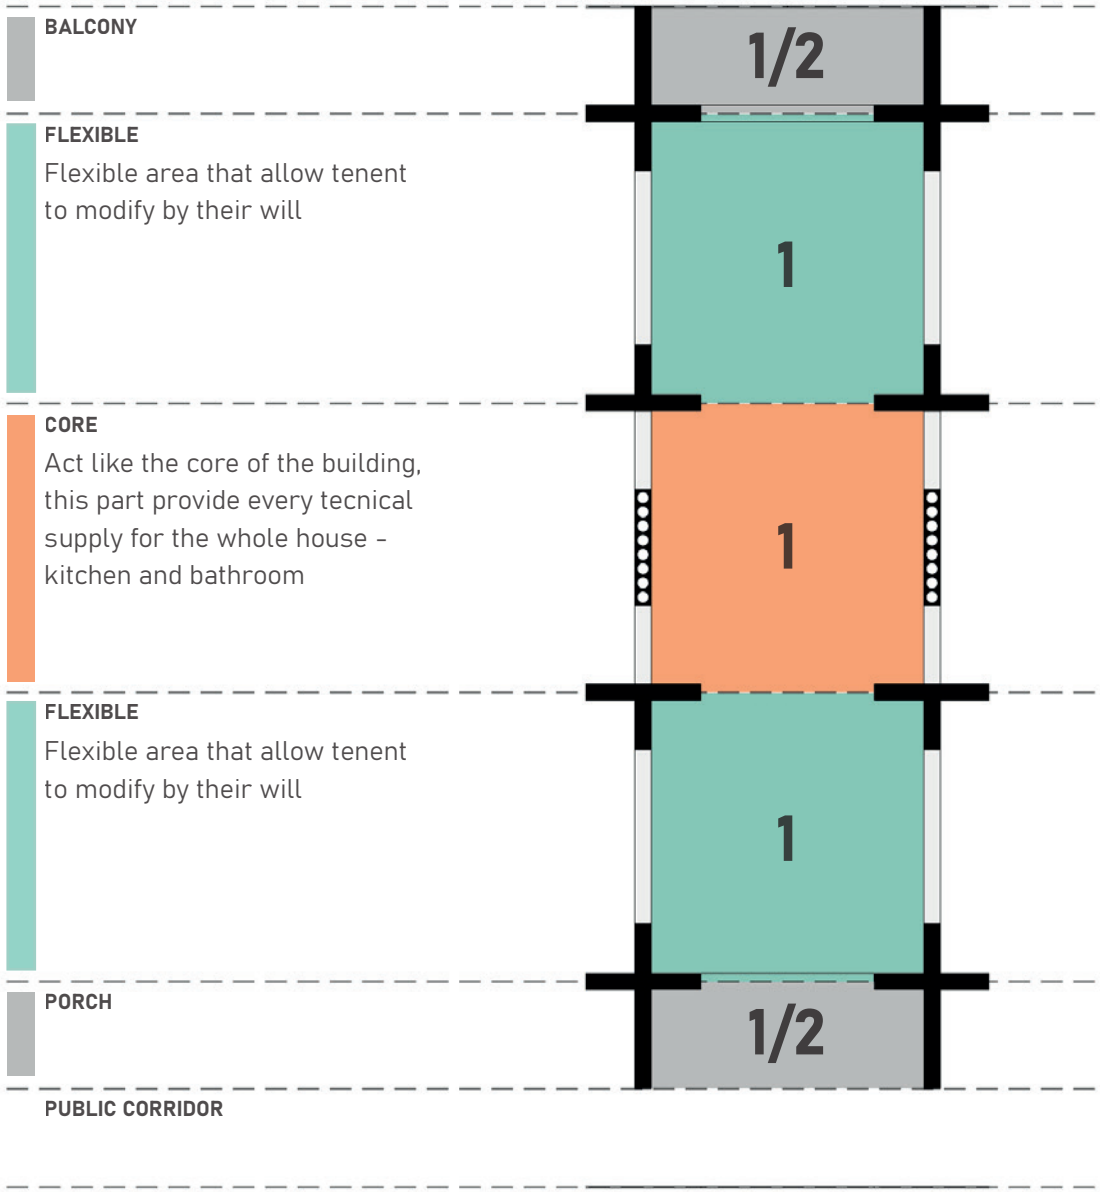 BALCONY
1/2
FLEXIBLE
Flexible area that allow tenent
to modify by their will
1
CORE
Act like the core of the building,
this part provide every tecnical
supply for the whole house -
kitchen and bathroom
1
FLEXIBLE
Flexible area that allow tenent
to modify by their will
1
PORCH
1/2
PUBLIC CORRIDOR